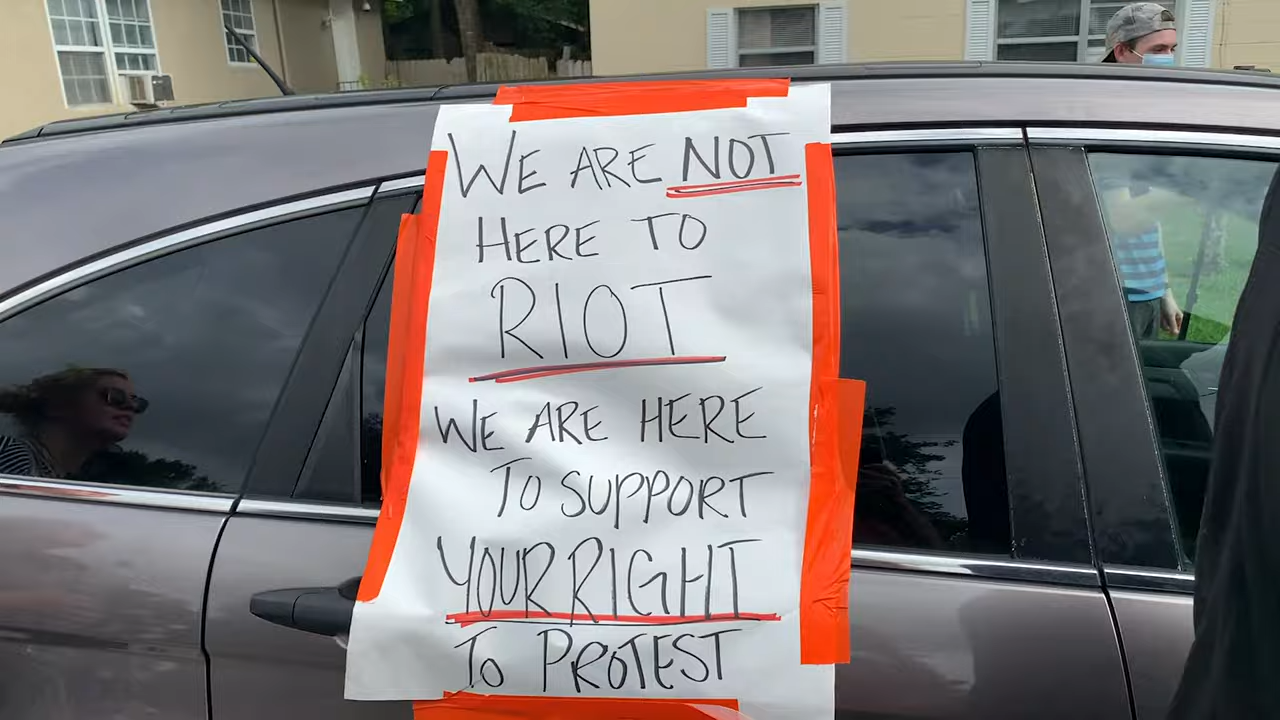 WE ARE NOT
HERE TO
RIOT
WE ARE HERE
TO SUPPORT
YOUR RIGHT
TO PROTEST